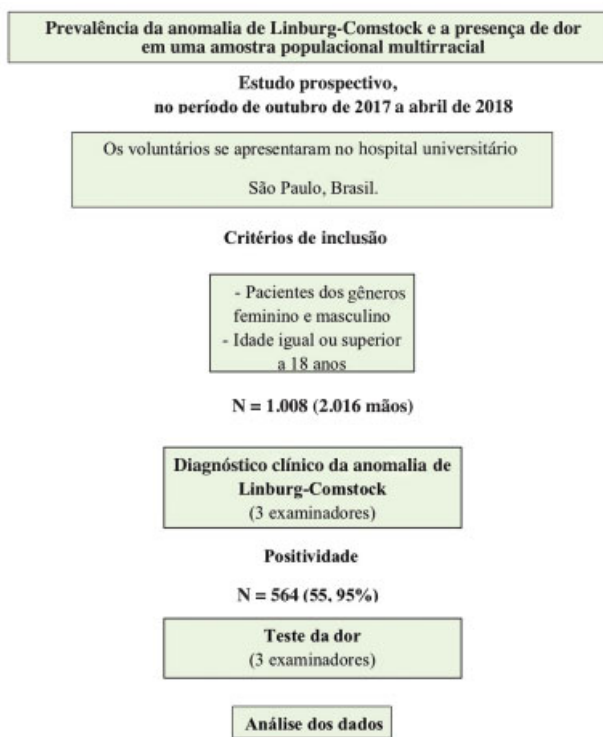 Prevalência da anomalia de Linburg-Comstock e a presença de dor
em uma amostra populacional multirracial
Estudo prospectivo,
no período de outubro de 2017 a abril de 2018
Os voluntários se apresentaram no hospital universitário
São Paulo, Brasil.
Critérios de inclusão
- Pacientes dos gêneros
feminino e masculino
- Idade igual ou superior
a 18 anos
N = 1.008 (2.016 mãos)
Diagnóstico clínico da anomalia de
Linburg-Comstock
(3 examinadores)
Positividade
N = 564 (55, 95%)
Teste da dor
(3 examinadores)
Análise dos dados